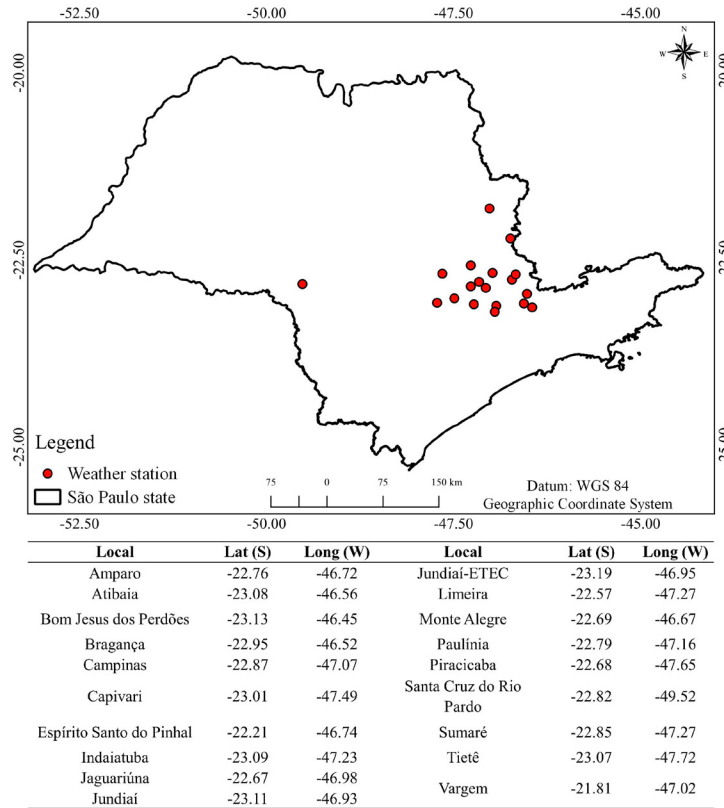 -52.50 -50.00 -47.50 -45.00
N
W E
S
-20.00
-22.50
-25.00
Legend
Weather station
São Paulo state
75 0 75 150 km
Datum: WGS 84
Geographic Coordinate System
-52.50 -50.00 -47.50 -45.00
Local Lat (S) Long (W) Local Lat (S) Long (W)
Amparo -22.76 -46.72 Jundiaí-ETEC -23.19 -46.95
Atibaia -23.08 -46.56 Limeira -22.57 -47.27
Bom Jesus dos Perdões -23.13 -46.45 Monte Alegre -22.69 -46.67
Bragança -22.95 -46.52 Paulínia -22.79 -47.16
Campinas -22.87 -47.07 Piracicaba -22.68 -47.65
Capivari -23.01 -47.49 Santa Cruz do Rio Pardo -22.82 -49.52
Espírito Santo do Pinhal -22.21 -46.74 Sumaré -22.85 -47.27
Indaiatuba -23.09 -47.23 Tietê -23.07 -47.72
Jaguariúna -22.67 -46.98 Vargem -21.81 -47.02
Jundiaí -23.11 -46.93